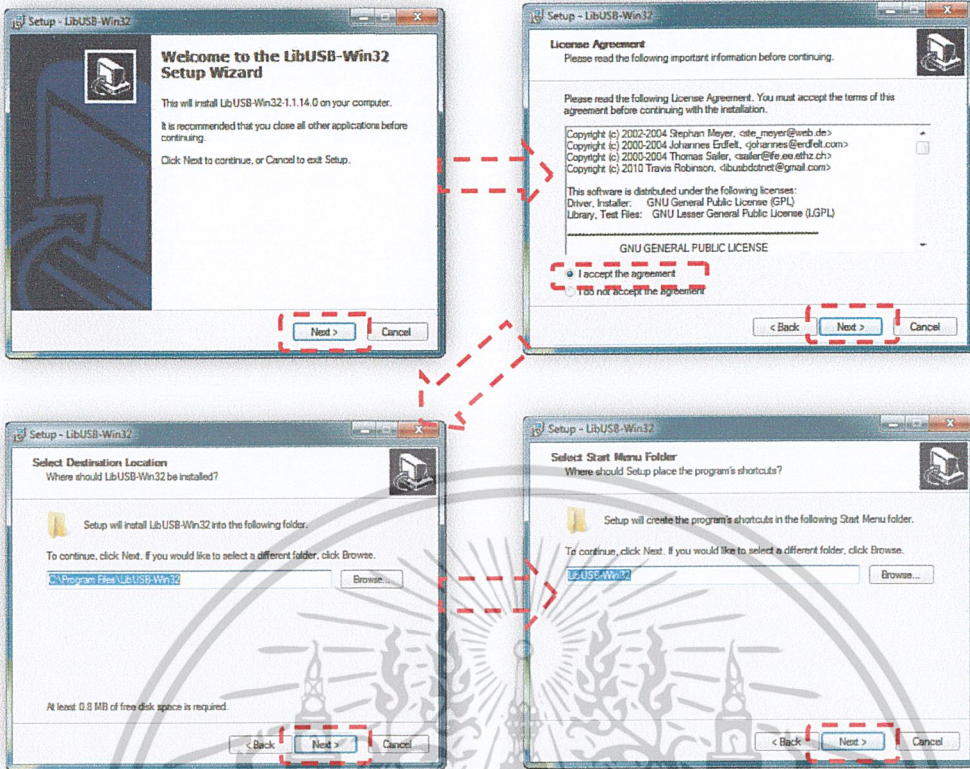 Setup - LibUSB-Win32
Welcome to the LibUSB-Win32
Setup Wizard
This will install LibUSB-Win32-1.1.14.0 on your computer.
It is recommended that you close all other applications before
continuing.
Click Next to continue, or Cancel to exit Setup.
Next >
Cancel
Setup - LibUSB-Win32
License Agreement
Please read the following important information before continuing.
Please read the following License Agreement. You must accept the terms of this
agreement before continuing with the installation.
Copyright (c) 2002-2004 Stephan Meyer, <ste_meyer@web.de>
Copyright (c) 2000-2004 Johannes Erdfelt, <johannes@erdfelt.com>
Copyright (c) 2000-2004 Thomas Sailer, <sailer@ife.ee.ethz.ch>
Copyright (c) 2010 Travis Robinson, <libusbdotnet@gmail.com>
This software is distributed under the following licenses:
Driver, Installer: GNU General Public License (GPL)
Library, Test Files: GNU Lesser General Public License (LGPL)
GNU GENERAL PUBLIC LICENSE
I accept the agreement
I do not accept the agreement
< Back
Next >
Cancel
Setup - LibUSB-Win32
Select Destination Location
Where should LibUSB-Win32 be installed?
Setup will install LibUSB-Win32 into the following folder.
To continue, click Next. If you would like to select a different folder, click Browse.
C:\Program Files\LibUSB-Win32
Browse...
At least 0.8 MB of free disk space is required.
< Back
Next >
Cancel
Setup - LibUSB-Win32
Select Start Menu Folder
Where should Setup place the program's shortcuts?
Setup will create the program's shortcuts in the following Start Menu folder.
To continue, click Next. If you would like to select a different folder, click Browse.
LibUSB-Win32
Browse...
< Back
Next >
Cancel